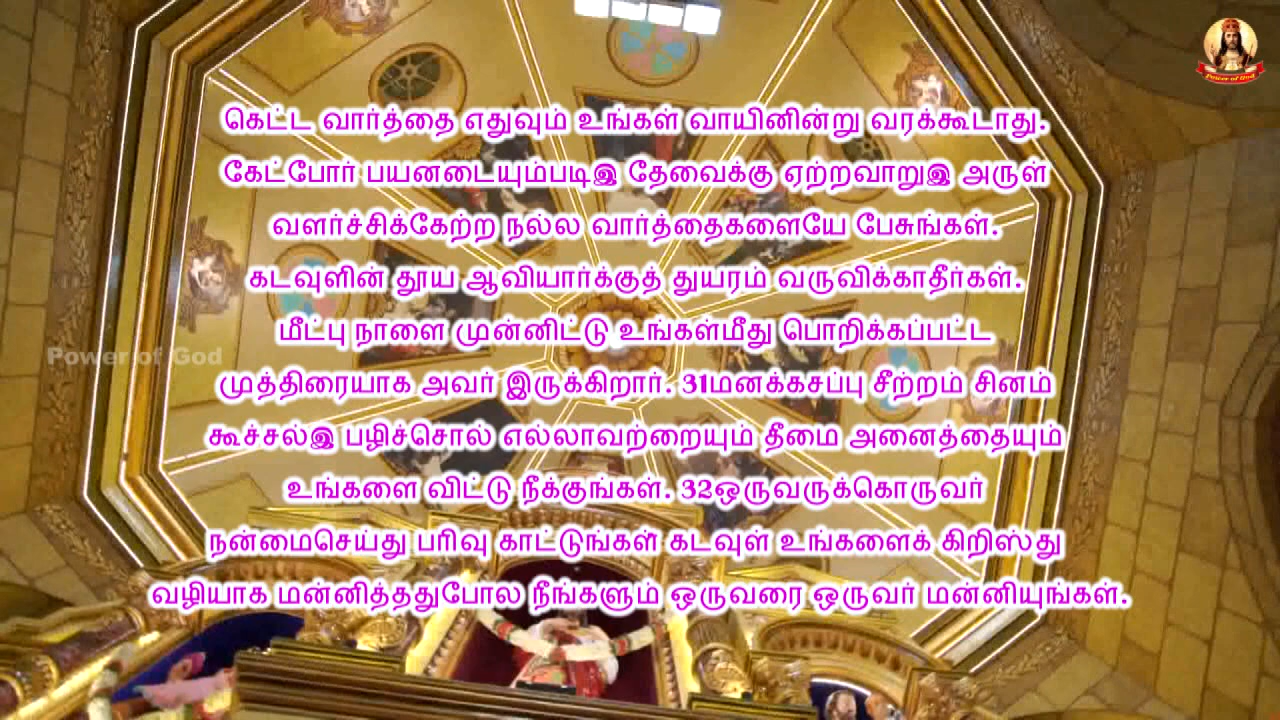 Power of God
கெட்ட வார்த்தை எதுவும் உங்கள் வாயினின்று வரக்கூடாது.
கேட்போர் பயனடையும்படிஇ தேவைக்கு ஏற்றவாறுஇ அருள்
வளர்ச்சிக்கேற்ற நல்ல வார்த்தைகளையே பேசுங்கள்.
கடவுளின் தூய ஆவியார்க்குத் துயரம் வருவிக்காதீர்கள்.
மீட்பு நாளை முன்னிட்டு உங்கள்மீது பொறிக்கப்பட்ட
Power of God
முத்திரையாக அவர் இருக்கிறார். 31மனக்கசப்பு சீற்றம் சினம்
கூச்சல்இ பழிச்சொல் எல்லாவற்றையும் தீமை அனைத்தையும்
உங்களை விட்டு நீக்குங்கள். 32ஒருவருக்கொருவர்
நன்மைசெய்து பரிவு காட்டுங்கள் கடவுள் உங்களைக் கிறிஸ்து
வழியாக மன்னித்ததுபோல நீங்களும் ஒருவரை ஒருவர் மன்னியுங்கள்.